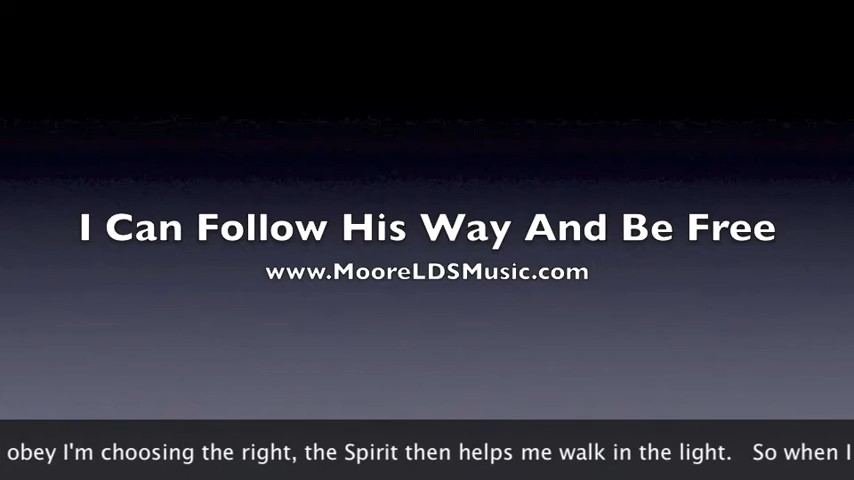 I Can Follow His Way And Be Free
www.MooreLDSMusic.com
obey I'm choosing the right, the Spirit then helps me walk in the light.   So when I